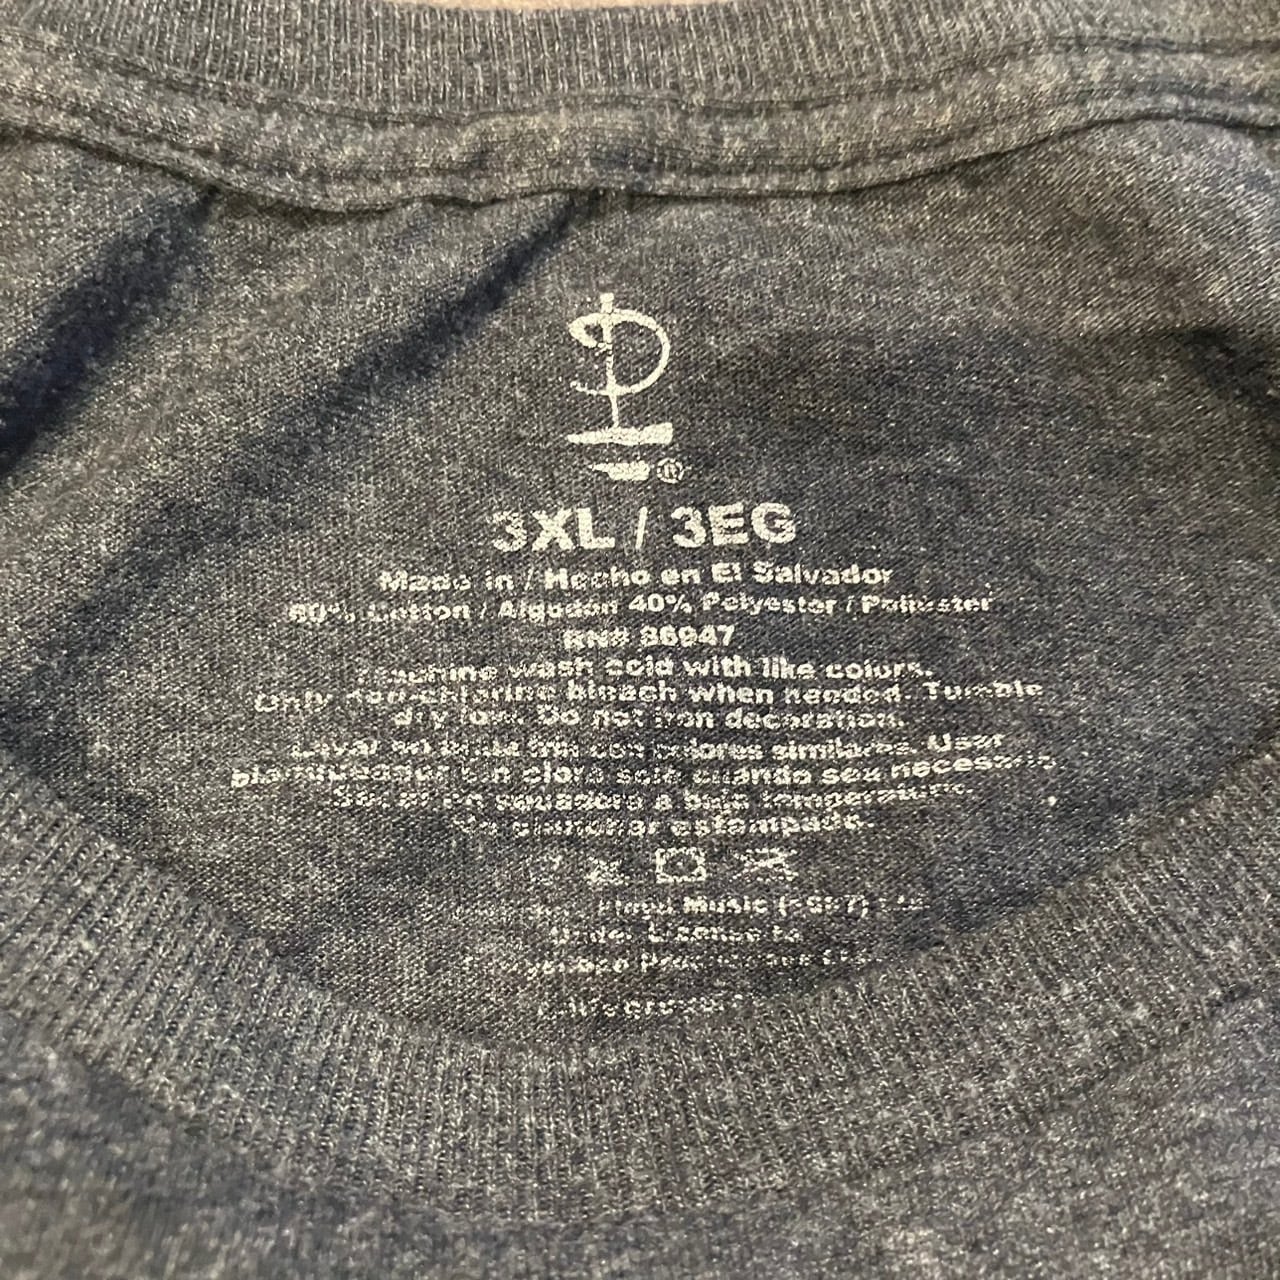 P
®
3XL / 3EG
Made in / Hecho en El Salvador
60% Cotton / Algodón 40% Polyester / Poliéster
RN# 86947
Machine wash cold with like colors.
Only non-chlorine bleach when needed. Tumble
dry low. Do not iron decoration.
Lavar en agua fría con colores similares. Usar
blanqueador sin cloro solo cuando sea necesario.
Secar en secadora a baja temperatura.
No planchar estampado.
Floyd Music
Under License to